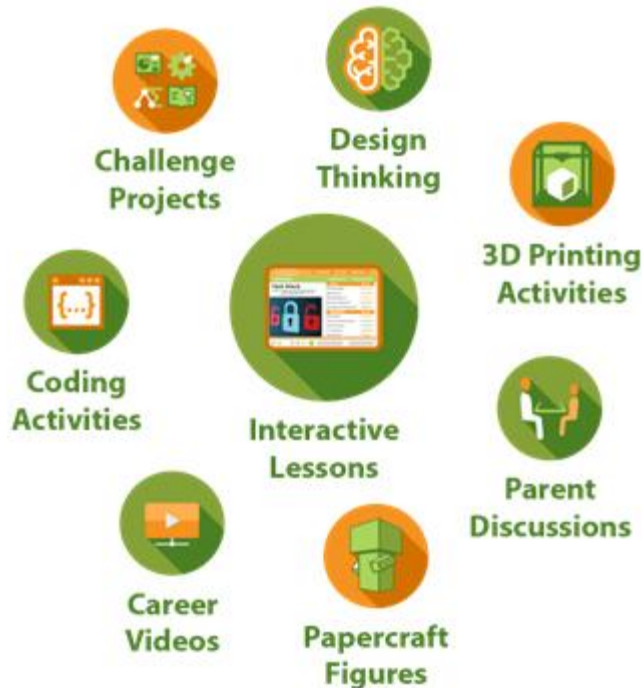 Design
Thinking
Challenge
Projects
3D Printing
Activities
{...}
Coding
Activities
Interactive
Lessons
Parent
Discussions
Career
Videos
Papercraft
Figures